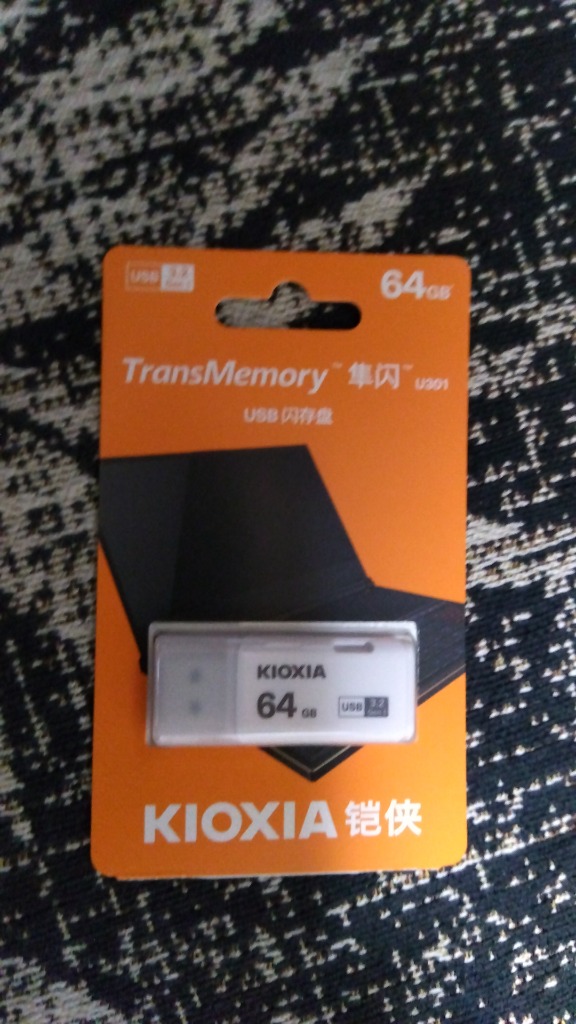 USB 3.2
64GB
TransMemory™ 隼闪™ U301
USB 闪存盘
KIOXIA
64 GB
USB 3.2
KIOXIA 铠侠